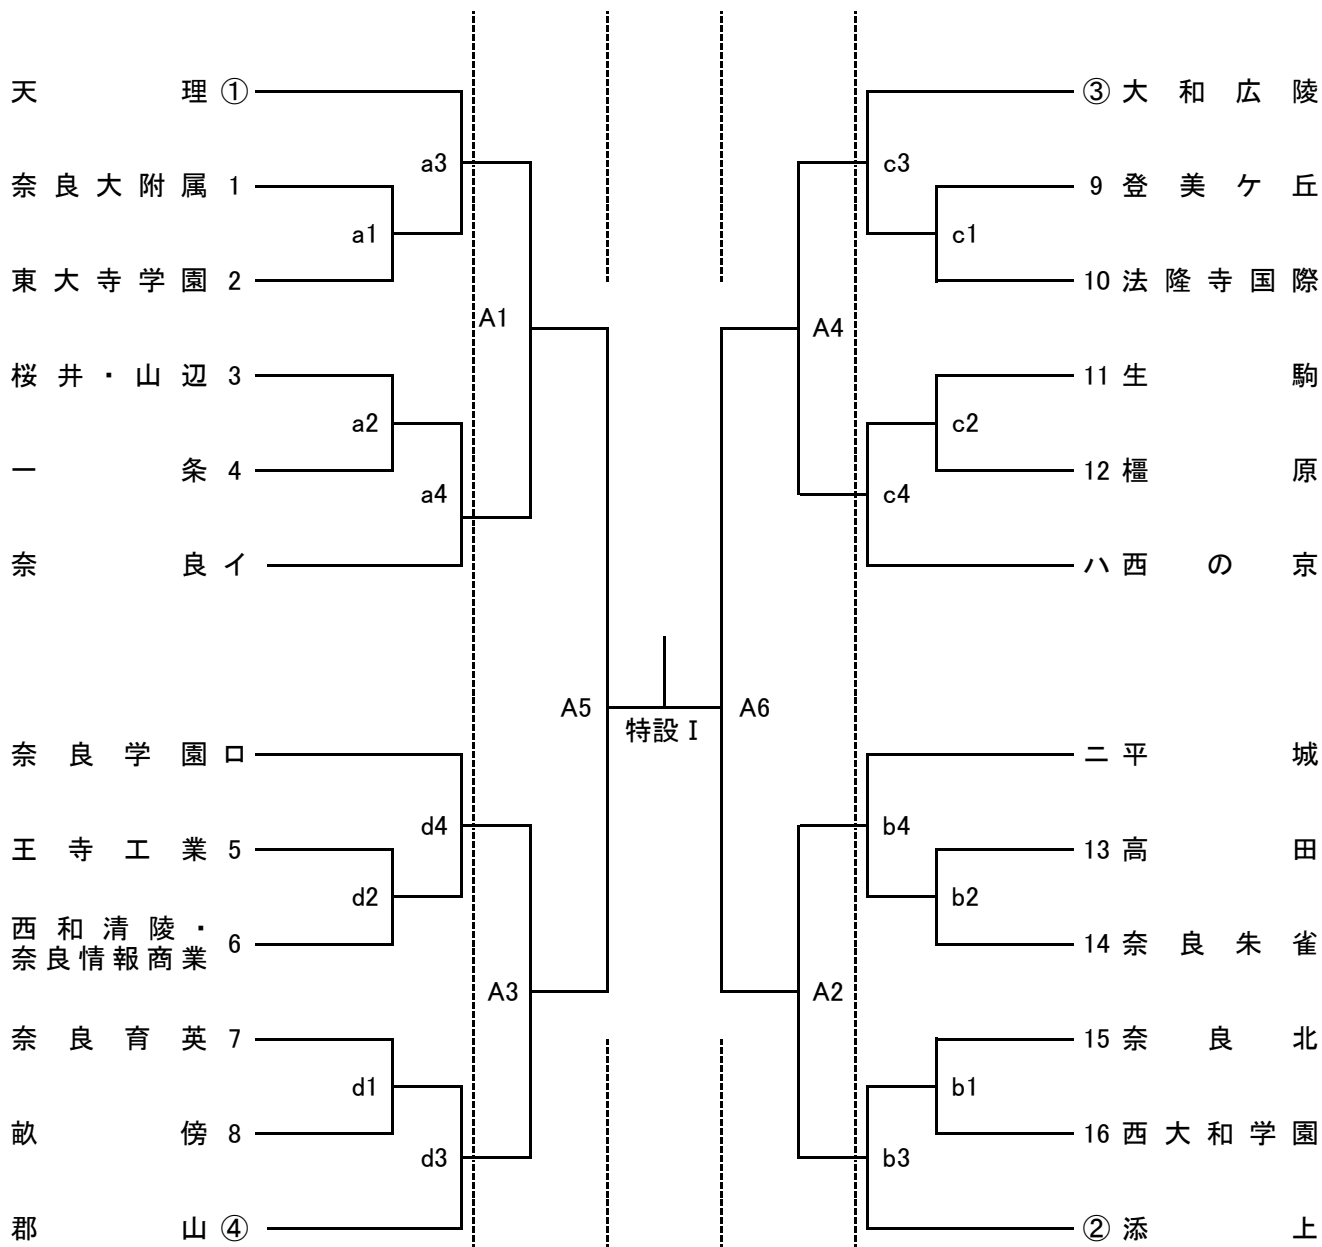 天理 ①
a3
奈良大附属 1
a1
東大寺学園 2
A1
桜井・山辺 3
a2
一条 4
a4
奈良 イ
奈良学園 ロ
d4
王寺工業 5
d2
西和清陵・
奈良情報商業 6
A3
奈良育英 7
d1
畝傍 8
d3
郡山 ④
A5
特設Ⅰ
A6
③ 大和広陵
c3
9 登美ケ丘
c1
10 法隆寺国際
A4
11 生駒
c2
12 橿原
c4
ハ 西の京
ニ 平城
b4
13 高田
b2
14 奈良朱雀
A2
15 奈良北
b1
16 西大和学園
b3
② 添上